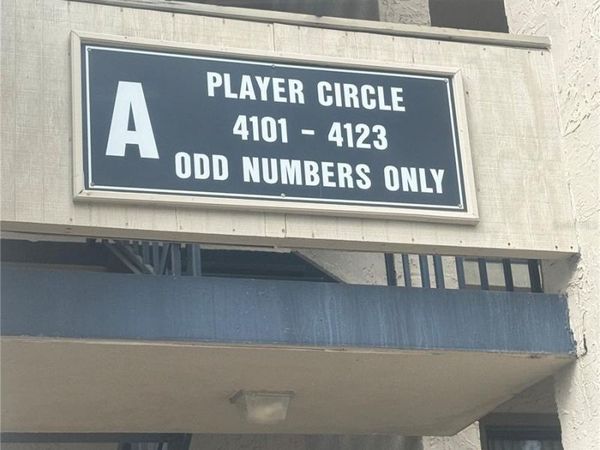 A
PLAYER CIRCLE
4101 - 4123
ODD NUMBERS ONLY